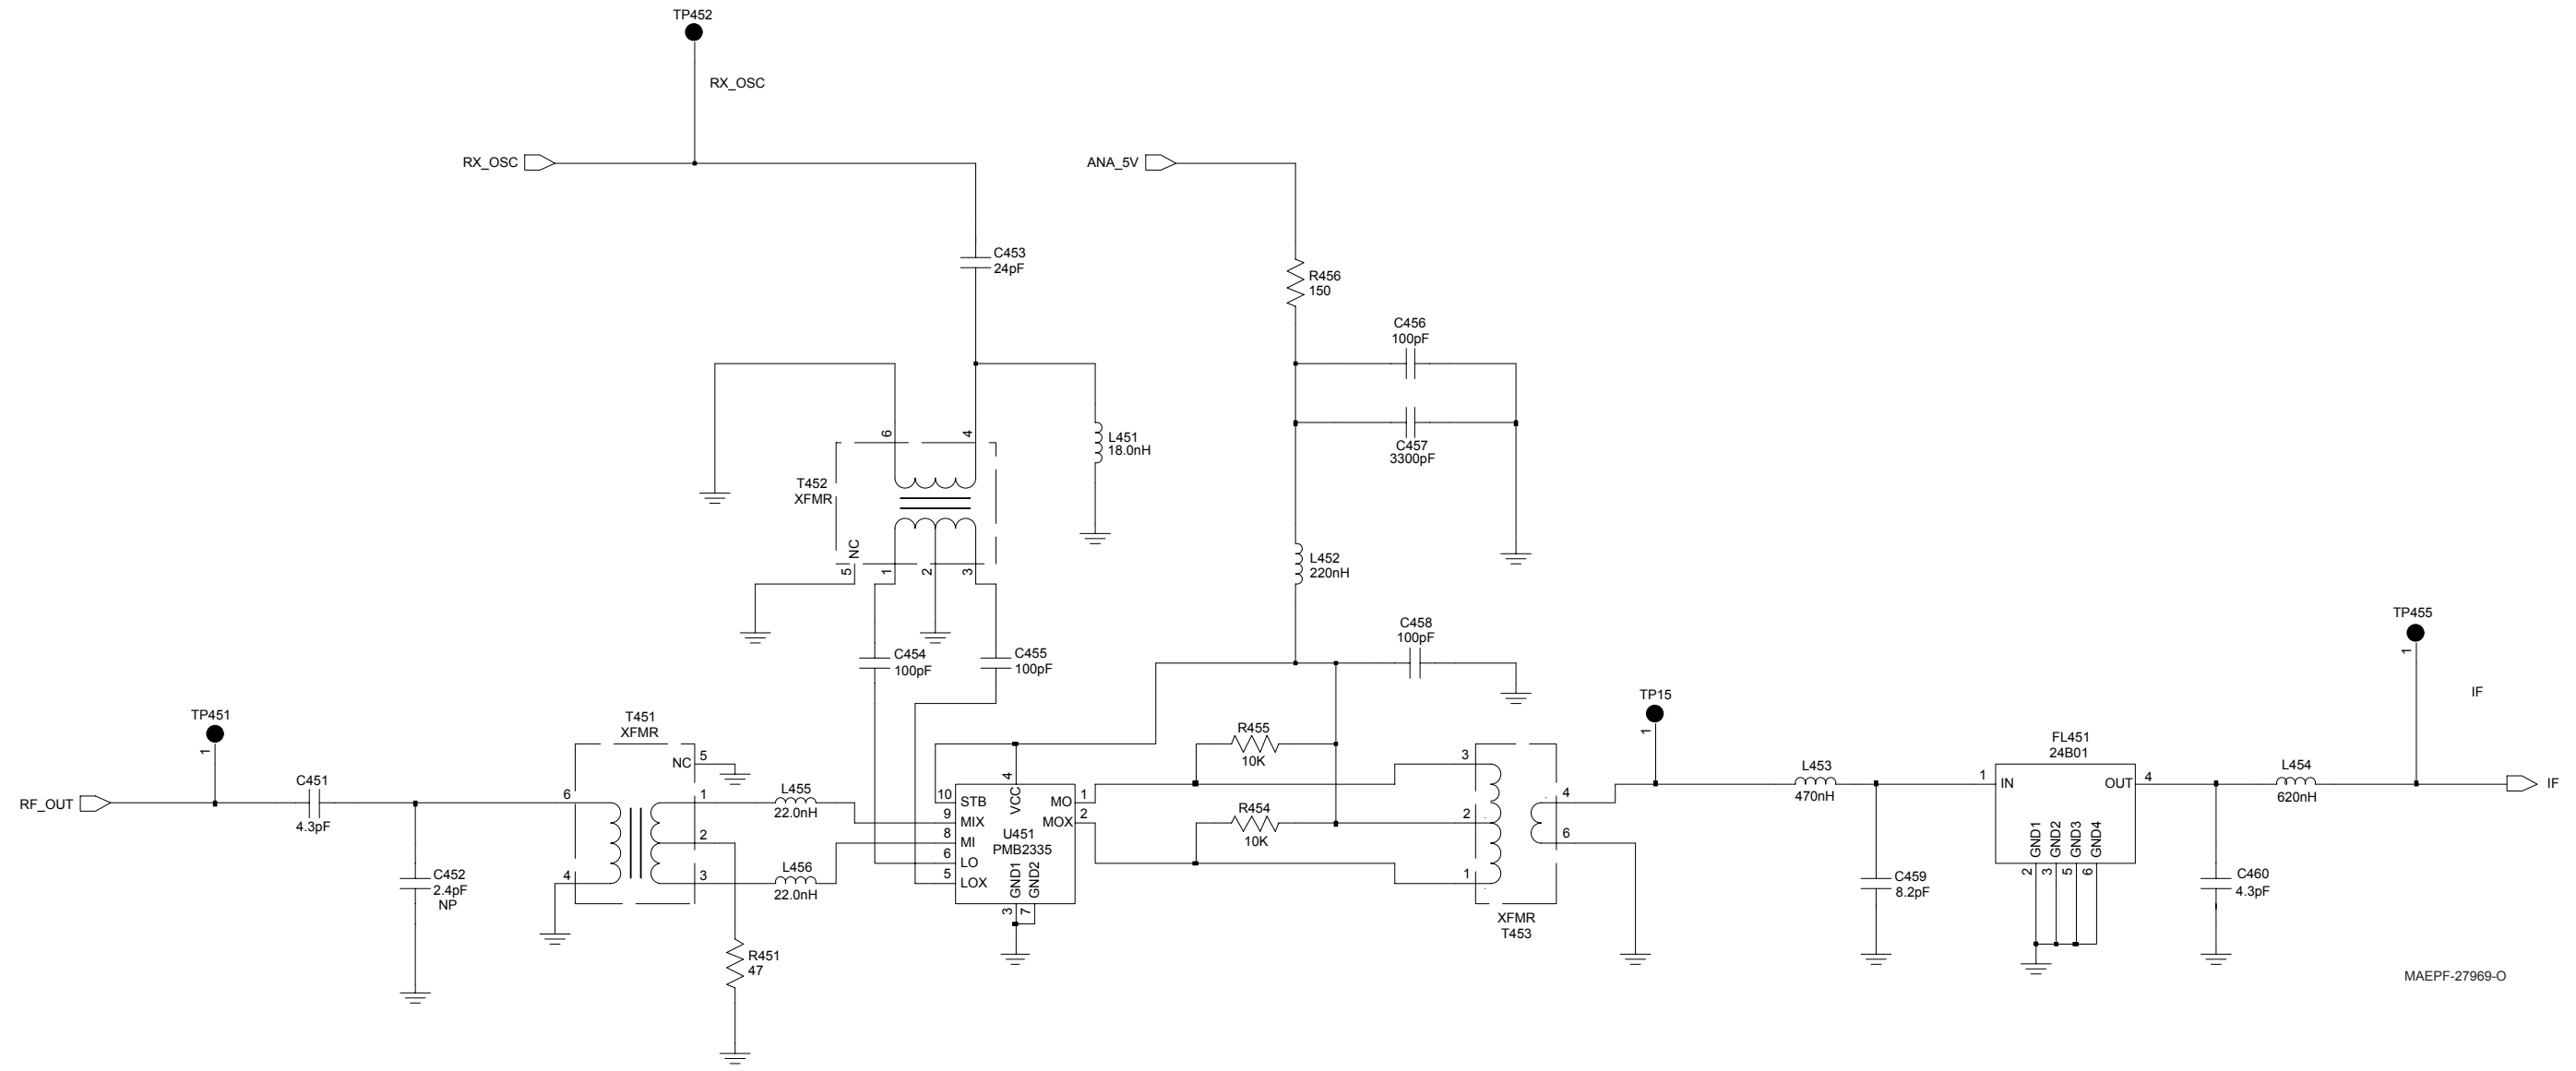 TP452
RX_OSC
RX_OSC
ANA_5V
C453
24pF
R456
150
C456
100pF
C457
3300pF
6
4
L451
18.0nH
T452
XFMR
NC
5
1
2
3
L452
220nH
C454
100pF
C455
100pF
C458
100pF
TP455
1
IF
TP451
1
T451
XFMR
NC
5
6
4
1
2
3
RF_OUT
C451
4.3pF
C452
2.4pF
NP
L455
22.0nH
L456
22.0nH
R451
47
10
9
8
6
5
STB
MIX
MI
LO
LOX
4
VCC
MO
MOX
1
2
U451
PMB2335
GND1
GND2
3
7
R455
10K
R454
10K
3
2
1
4
6
XFMR
T453
TP15
1
L453
470nH
C459
8.2pF
FL451
24B01
1
IN
OUT
4
GND1
GND2
GND3
GND4
2
3
5
6
L454
620nH
C460
4.3pF
IF
MAEPF-27969-O